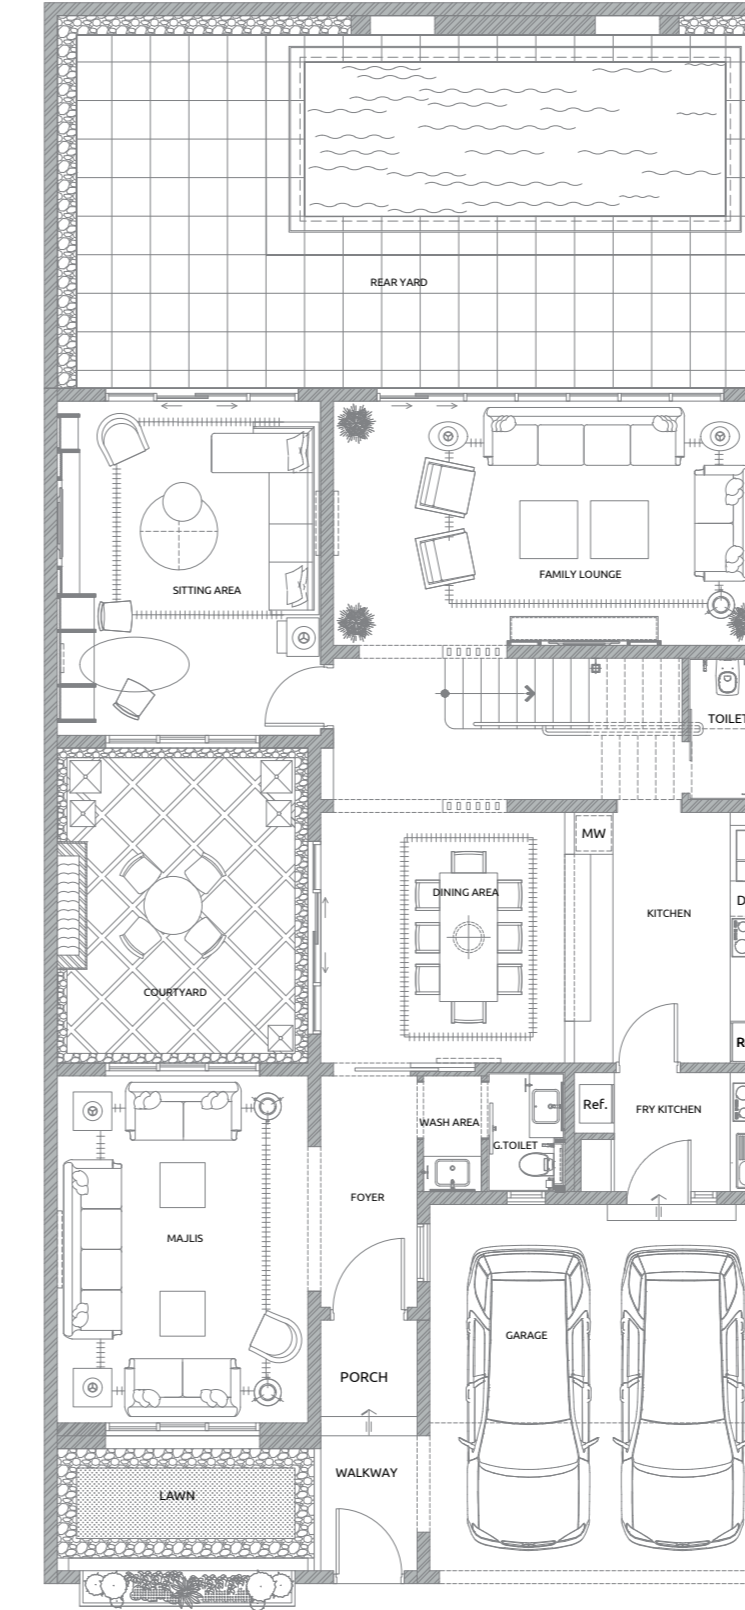 REAR YARD
SITTING AREA
FAMILY LOUNGE
TOILET
MW
DINING AREA
KITCHEN
D
COURTYARD
R
Ref.
FRY KITCHEN
WASH AREA
G.TOILET
FOYER
MAJLIS
GARAGE
PORCH
WALKWAY
LAWN